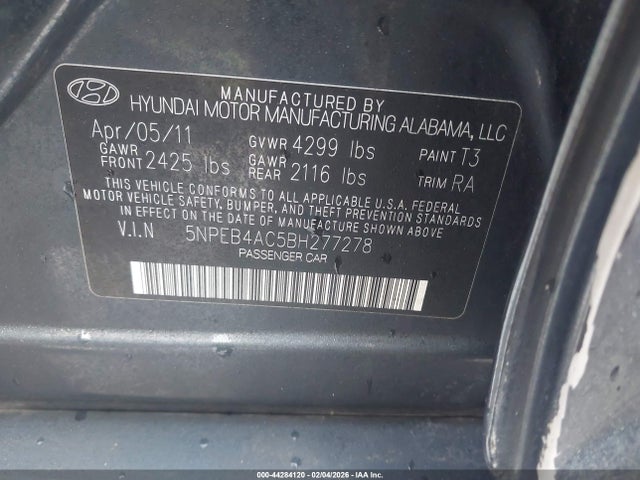 MANUFACTURED BY
HYUNDAI MOTOR MANUFACTURING ALABAMA, LLC
Apr/05/11 GVWR 4299 lbs PAINT T3
GAWR FRONT 2425 lbs GAWR REAR 2116 lbs TRIM RA
THIS VEHICLE CONFORMS TO ALL APPLICABLE U.S.A. FEDERAL
MOTOR VEHICLE SAFETY, BUMPER, AND THEFT PREVENTION STANDARDS
IN EFFECT ON THE DATE OF MANUFACTURE SHOWN ABOVE.
V.I.N 5NPEB4AC5BH277278
PASSENGER CAR
000-44284120 - 02/04/2026 - IAA Inc.